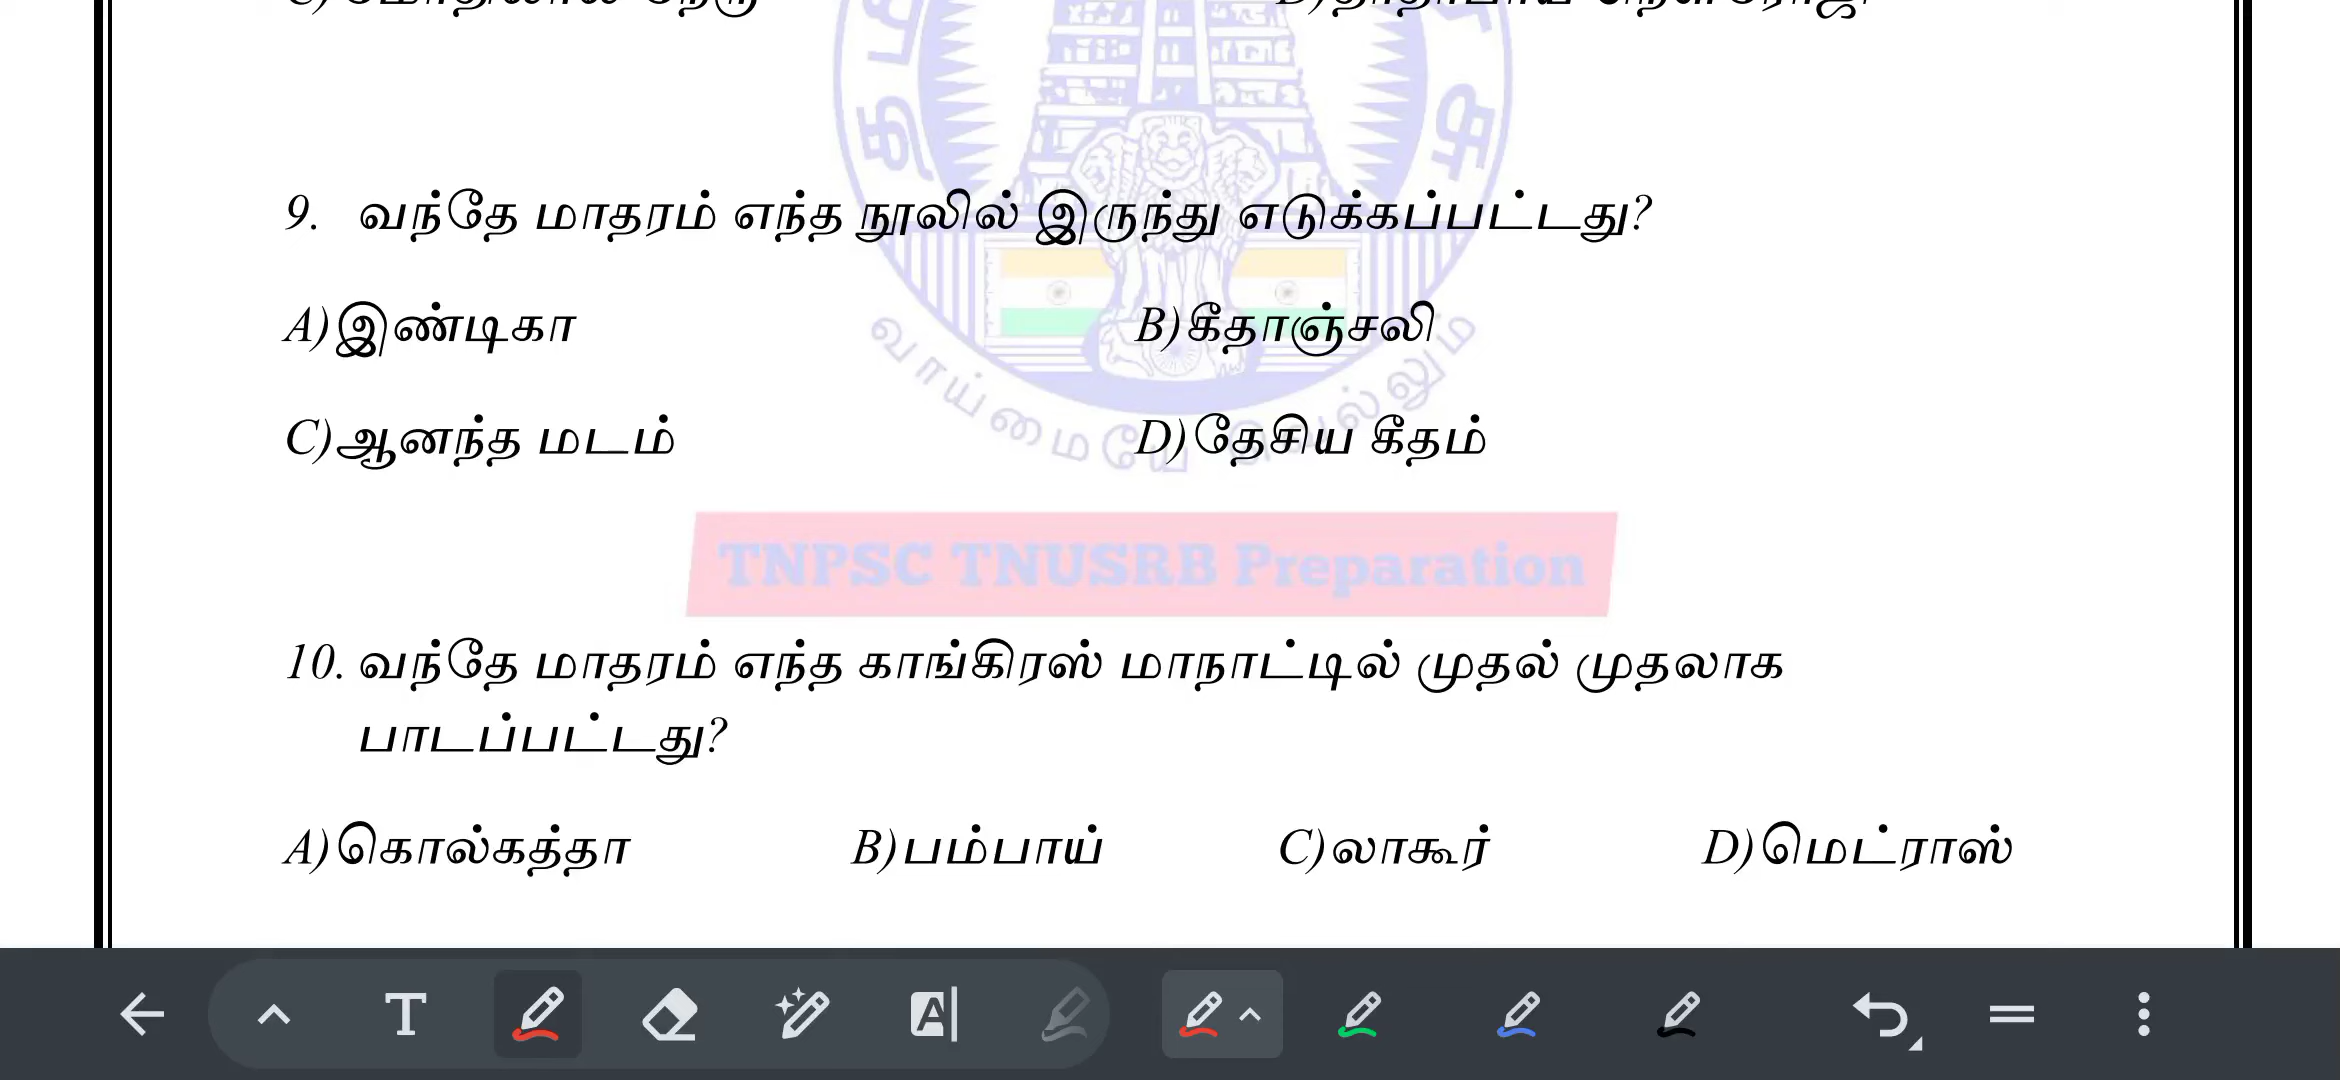 9. வந்தே மாதரம் எந்த நூலில் இருந்து எடுக்கப்பட்டது?
A)இண்டிகா B)கீதாஞ்சலி
C)ஆனந்த மடம் D)தேசிய கீதம்
வாய்மையே வெல்லும்
TNPSC TNUSRB Preparation
10. வந்தே மாதரம் எந்த காங்கிரஸ் மாநாட்டில் முதல் முதலாக
பாடப்பட்டது?
A)கொல்கத்தா B)பம்பாய் C)லாகூர் D)மெட்ராஸ்